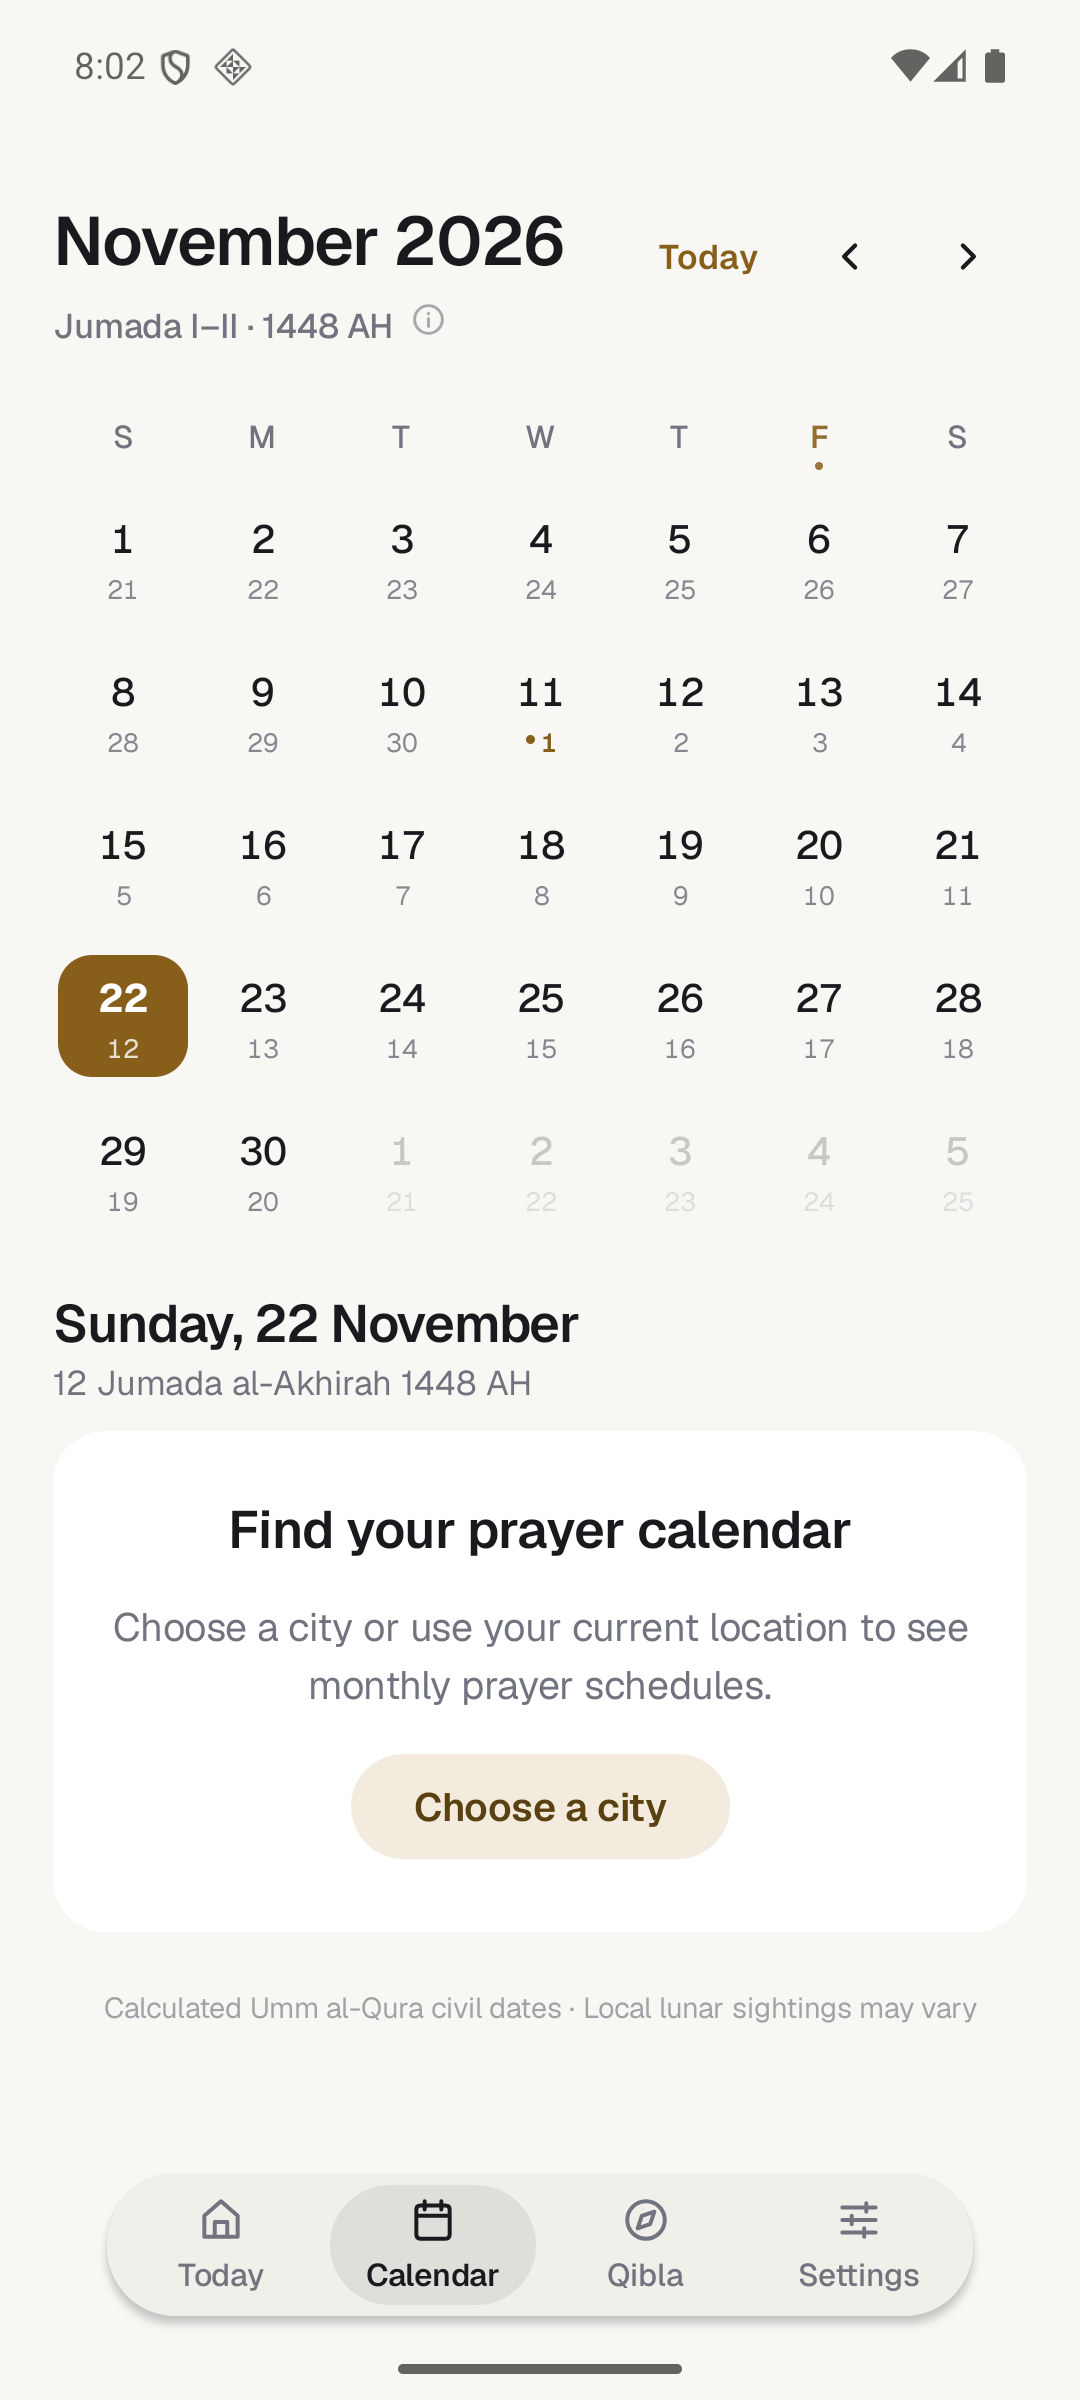 8:02
November 2026
Today
Jumada I–II · 1448 AH
S M T W T F S
1 2 3 4 5 6 7
21 22 23 24 25 26 27
8 9 10 11 12 13 14
28 29 30 •1 2 3 4
15 16 17 18 19 20 21
5 6 7 8 9 10 11
22 23 24 25 26 27 28
12 13 14 15 16 17 18
29 30 1 2 3 4 5
19 20 21 22 23 24 25
Sunday, 22 November
12 Jumada al-Akhirah 1448 AH
Find your prayer calendar
Choose a city or use your current location to see
monthly prayer schedules.
Choose a city
Calculated Umm al-Qura civil dates · Local lunar sightings may vary
Today Calendar Qibla Settings